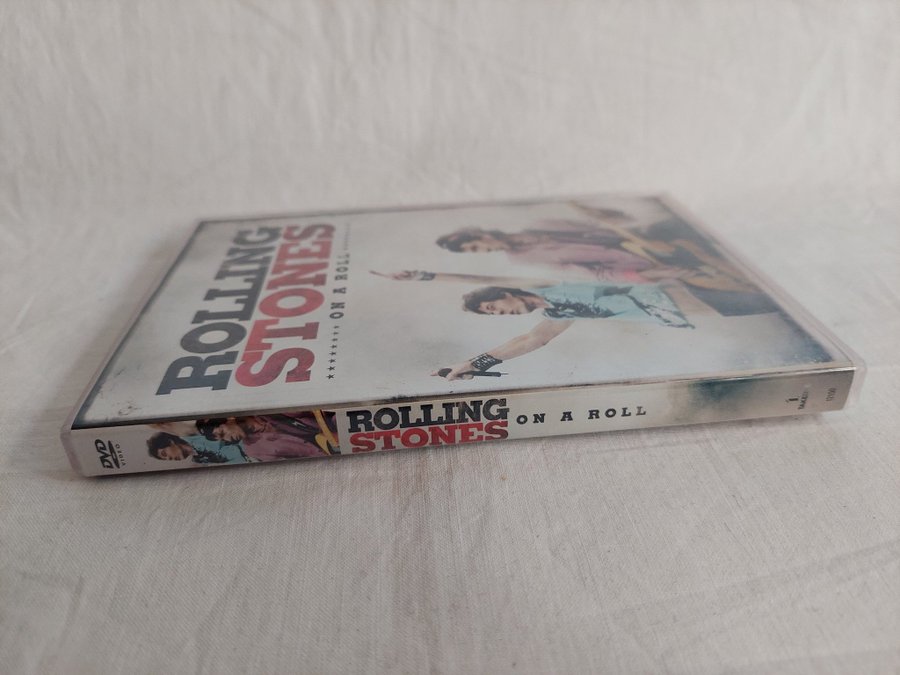 ROLLING
STONES
ON A ROLL
DVD
VIDEO
ROLLING
STONES
ON A ROLL